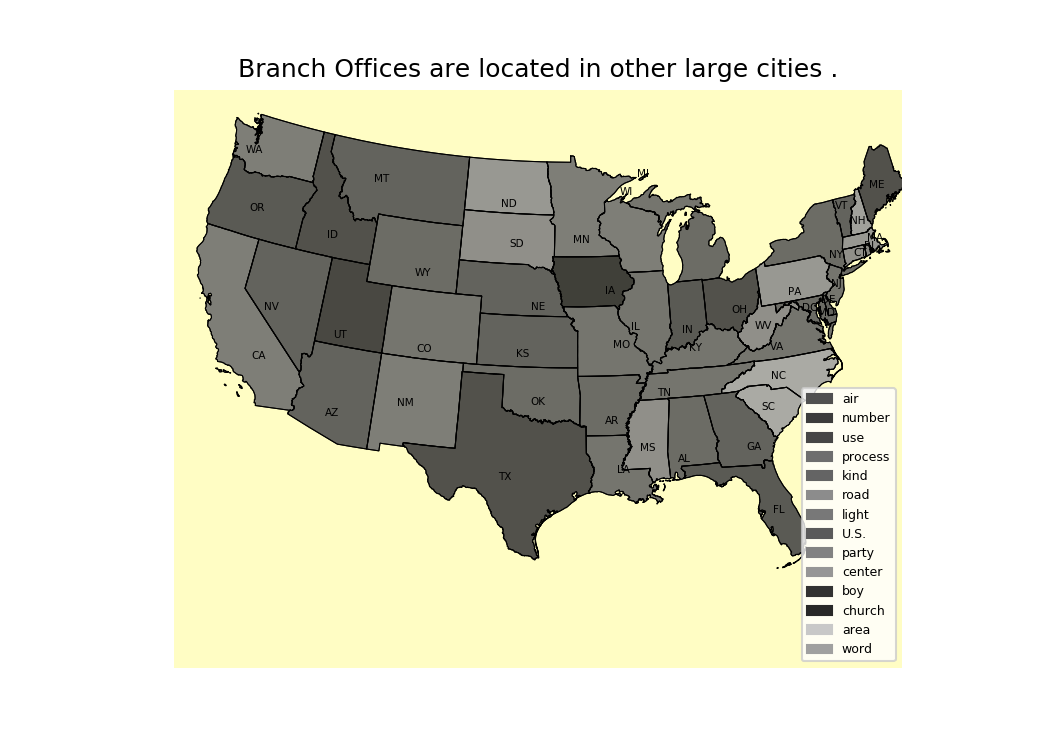 Branch Offices are located in other large cities .
WA
MT
ND
MI
WI
ME
VT
NH
OR
ID
SD
MN
MA
NY
CT
WY
IA
PA
NJ
NV
NE
OH
DE
DC
MD
UT
CO
KS
MO
IL
IN
WV
KY
VA
CA
AZ
NM
OK
TN
NC
AR
SC
TX
LA
MS
AL
GA
FL
air
number
use
process
kind
road
light
U.S.
party
center
boy
church
area
word